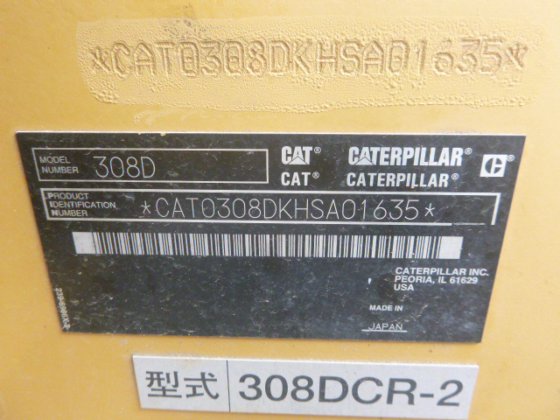 *CAT0308DKHSA01635*
MODEL NUMBER 308D
CAT® CATERPILLAR® C®
CAT® CATERPILLAR®
PRODUCT IDENTIFICATION NUMBER *CAT0308DKHSA01635*
CATERPILLAR INC.
PEORIA, IL 61629
USA
MADE IN
JAPAN
型式 308DCR-2